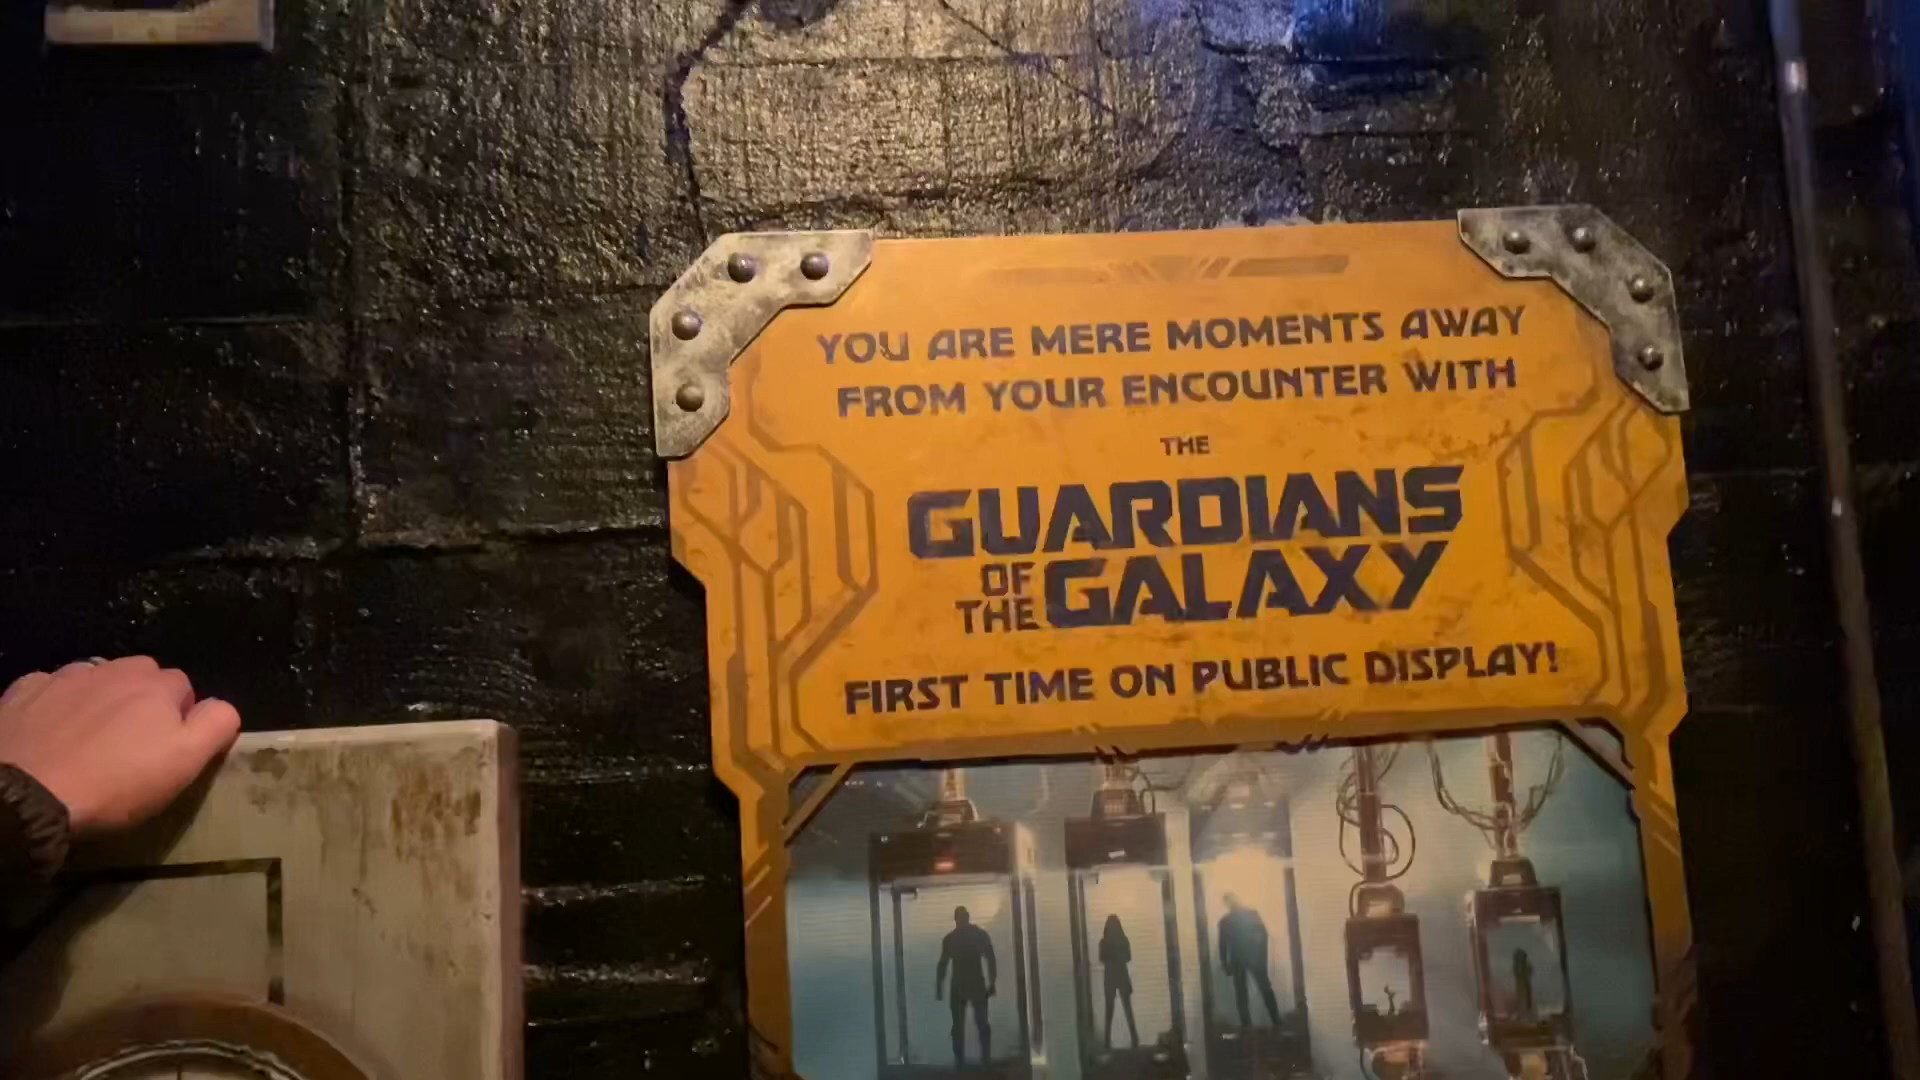 YOU ARE MERE MOMENTS AWAY
FROM YOUR ENCOUNTER WITH
THE
GUARDIANS
OF
THE GALAXY
FIRST TIME ON PUBLIC DISPLAY!